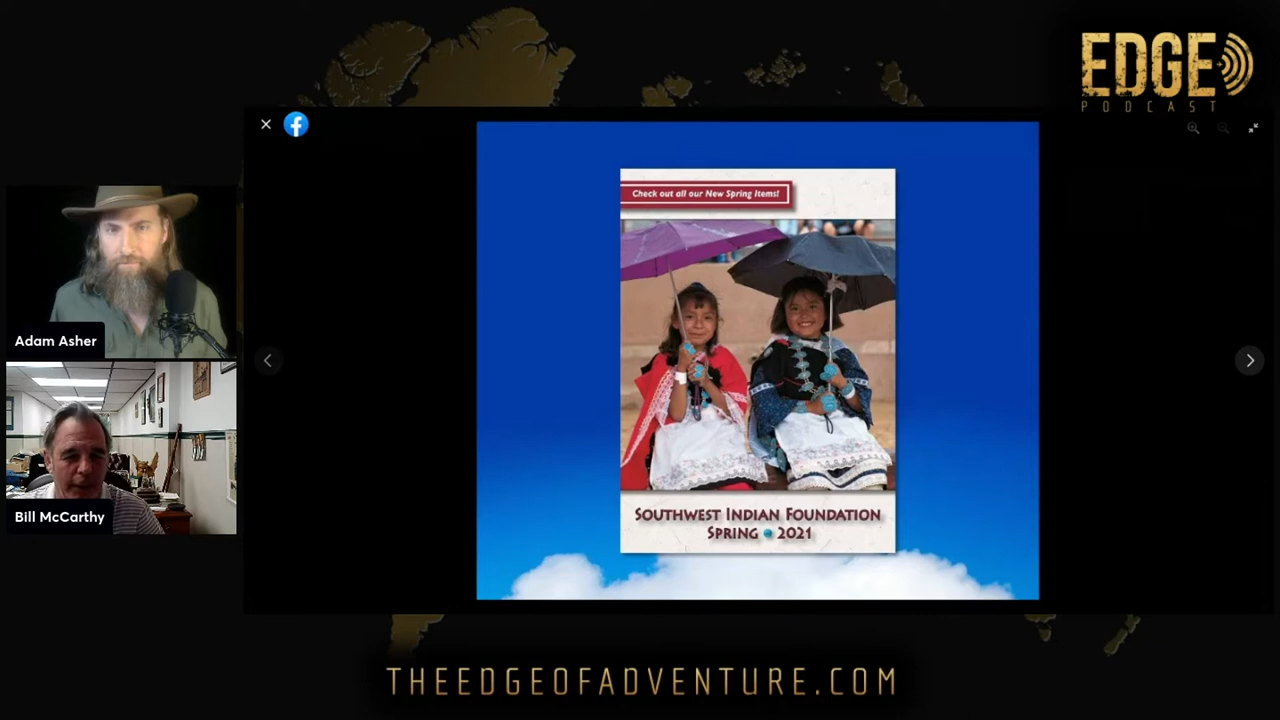 EDGE
PODCAST
Adam Asher
Bill McCarthy
Check out all our New Spring Items!
SOUTHWEST INDIAN FOUNDATION
SPRING 2021
THEEDGEOFADVENTURE.COM